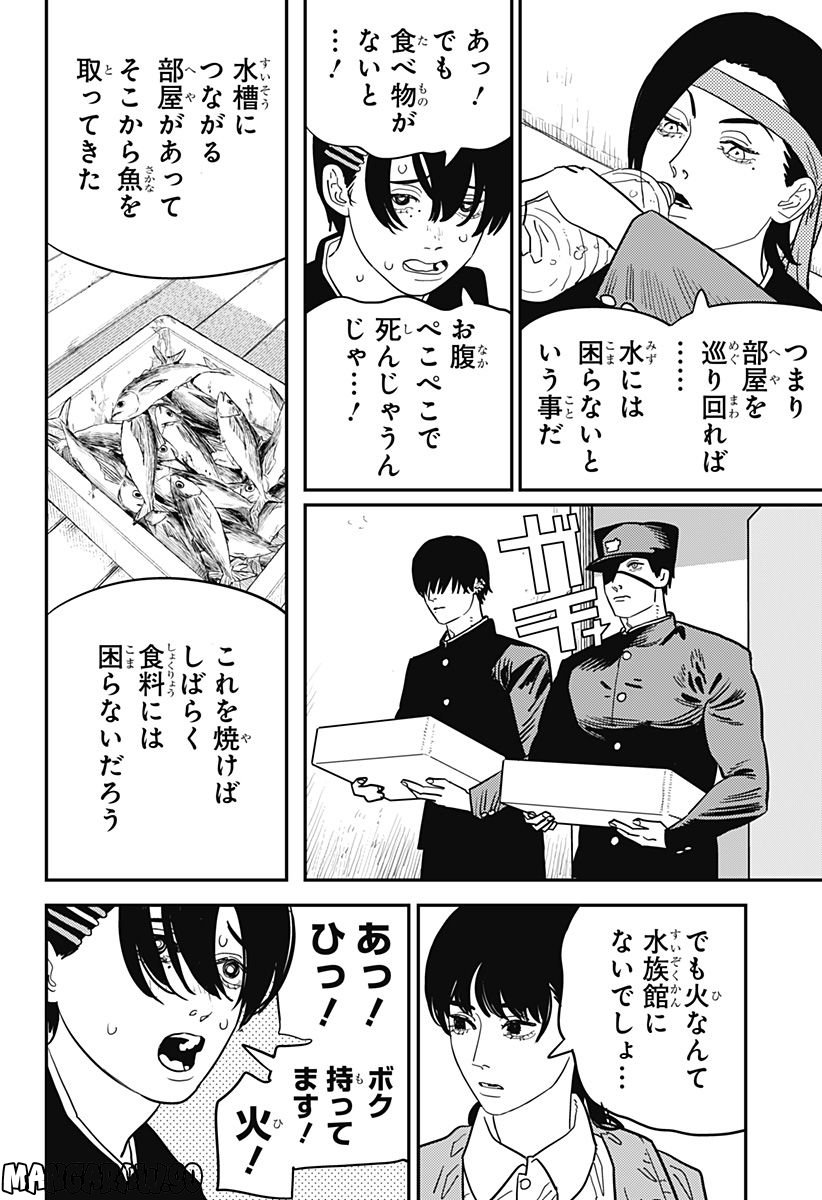 つまり
部屋を
巡り回れば
……
水には
困らないと
いう事だ
あっ!
でも
食べ物が
ないと
…!
お腹
ぺこぺこで
死んじゃうん
じゃ…!
ガチャ
水槽に
つながる
部屋があって
そこから魚を
取ってきた
これを焼けば
しばらく
食料には
困らないだろう
でも火なんて
水族館に
ないでしょ…
あっ!
ひっ!
ボク
持って
ます!
火!